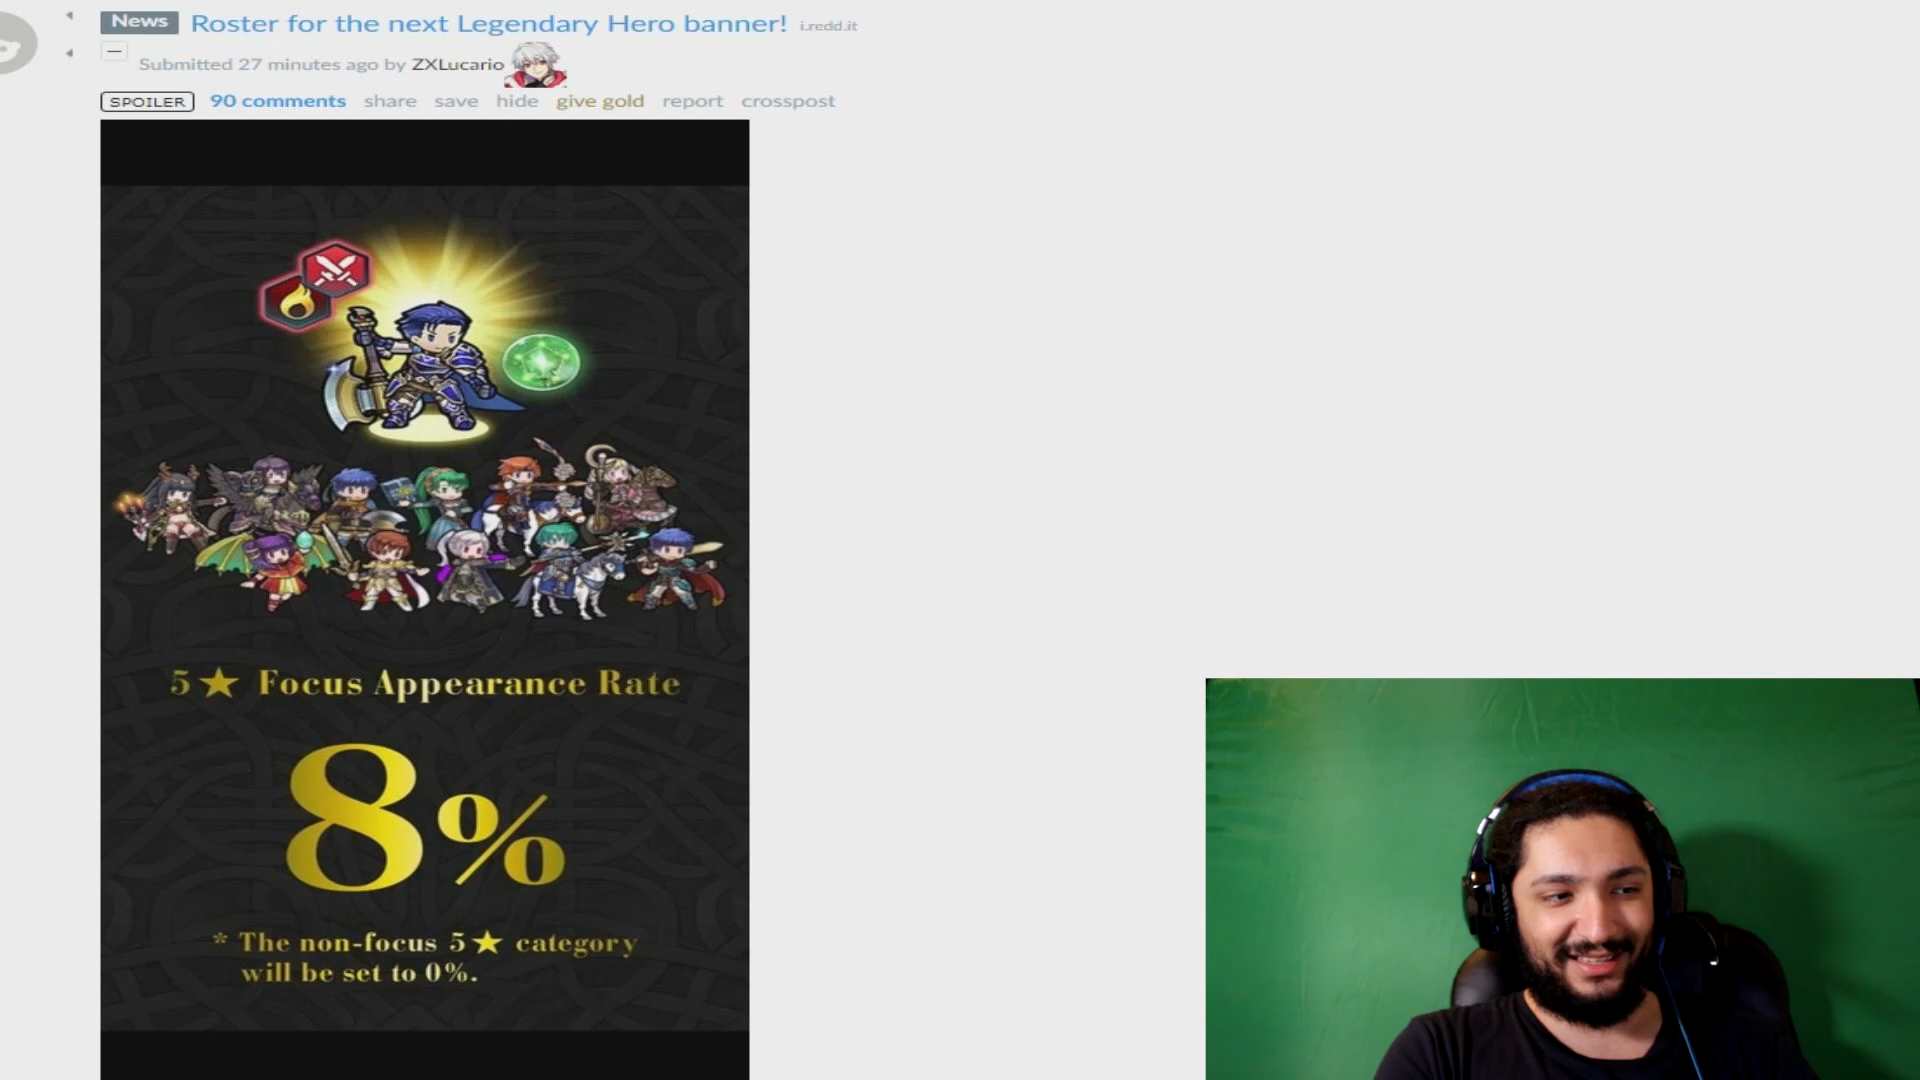 News Roster for the next Legendary Hero banner! i.redd.it
Submitted 27 minutes ago by ZXLucario
SPOILER 90 comments share save hide give gold report crosspost
5★ Focus Appearance Rate
8%
* The non-focus 5★ category
will be set to 0%.